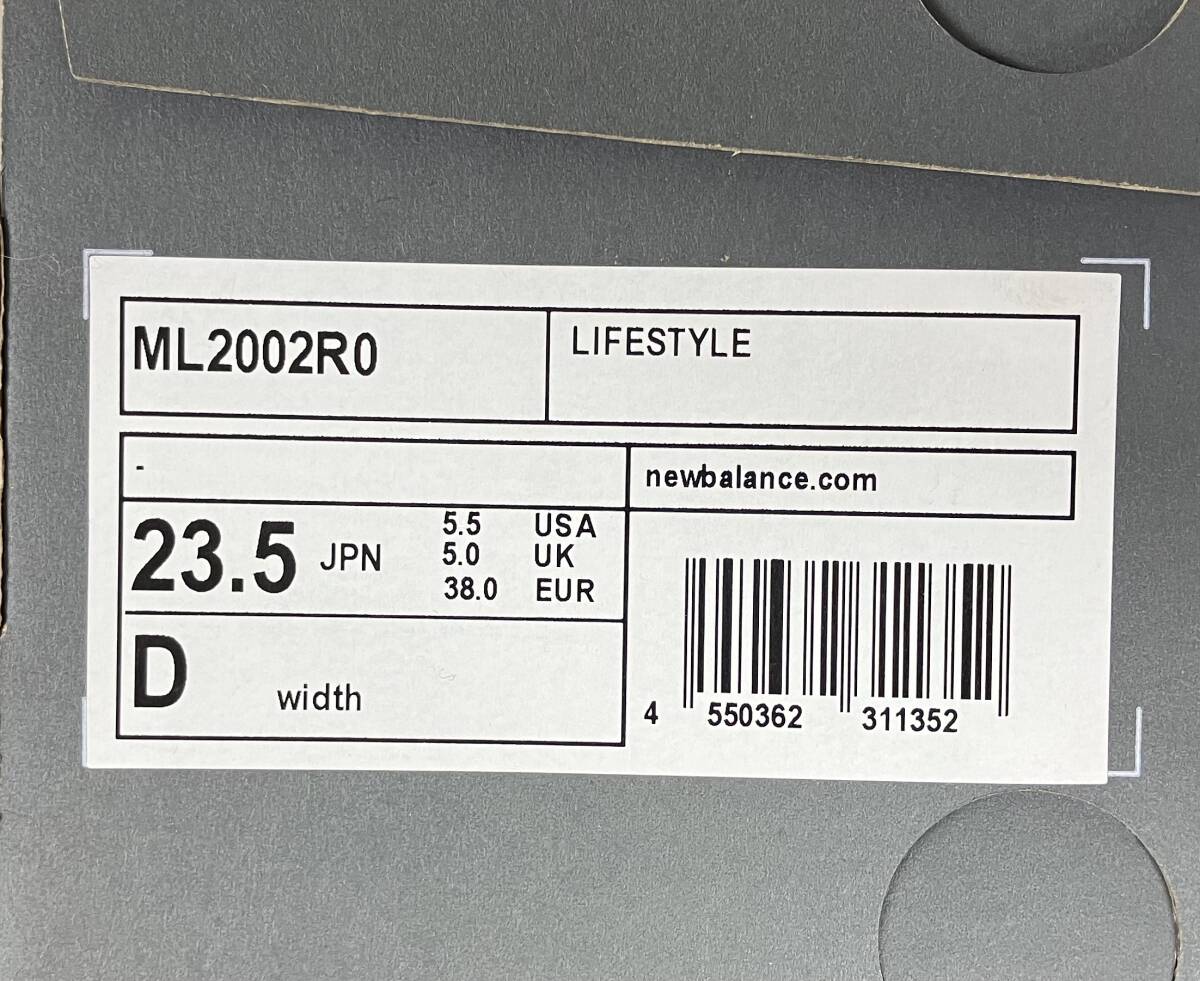 ML2002R0
LIFESTYLE
-
newbalance.com
23.5 JPN
5.5 USA
5.0 UK
38.0 EUR
D width
4 550362 311352